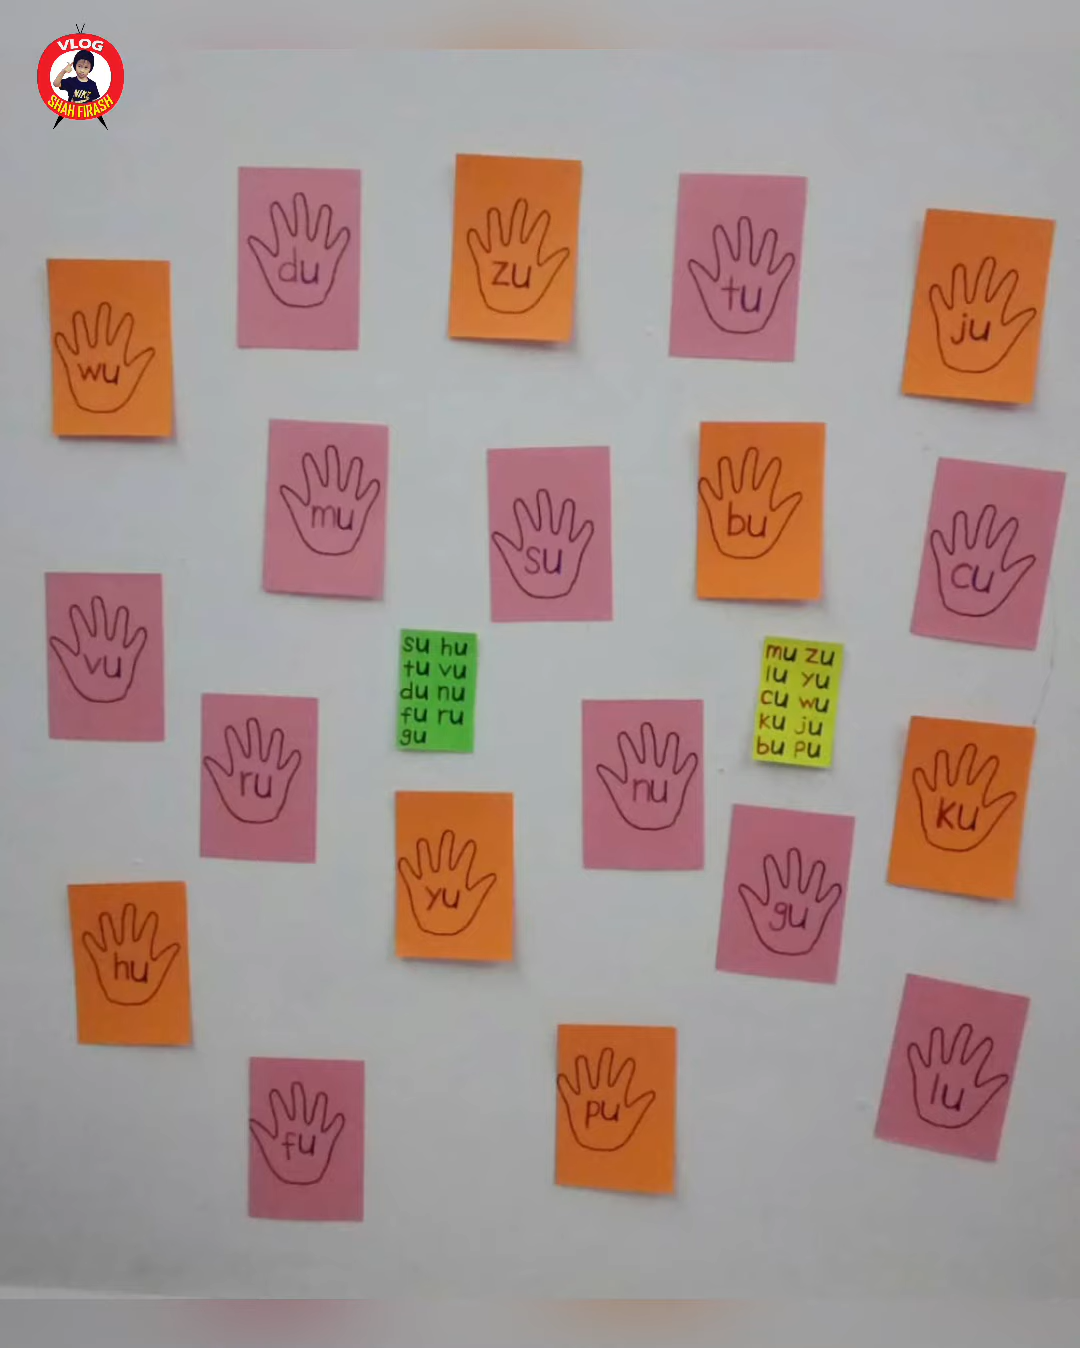 VLOG
NIKE
SHAH FIRASH
du
zu
tu
ju
wu
mu
su
bu
cu
vu
su hu
tu vu
du nu
fu ru
gu
mu zu
lu yu
cu wu
ku ju
bu pu
ru
nu
ku
yu
gu
hu
lu
fu
pu